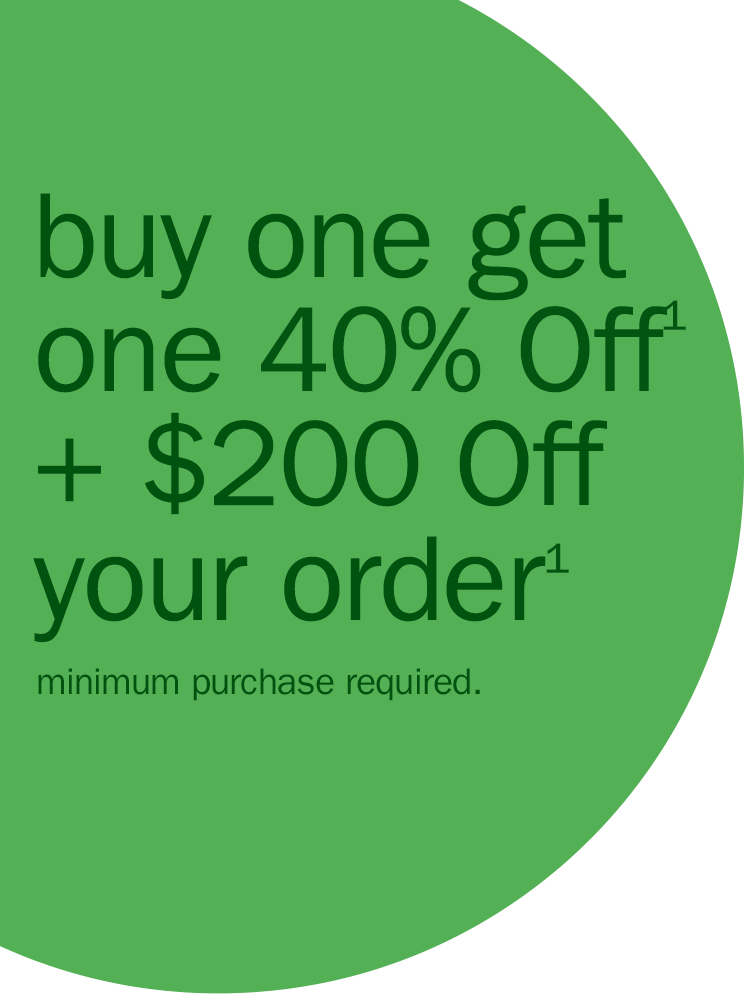 buy one get
one 40% Off¹
+ $200 Off
your order¹
minimum purchase required.